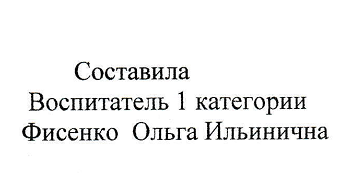 Составила
Воспитатель 1 категории
Фисенко Ольга Ильинична